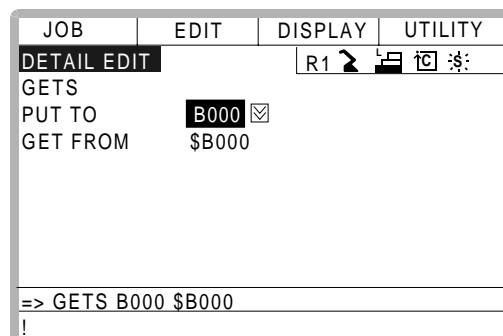 JOB EDIT DISPLAY UTILITY
DETAIL EDIT R1 C S
GETS
PUT TO B000
GET FROM $B000
=> GETS B000 $B000
!